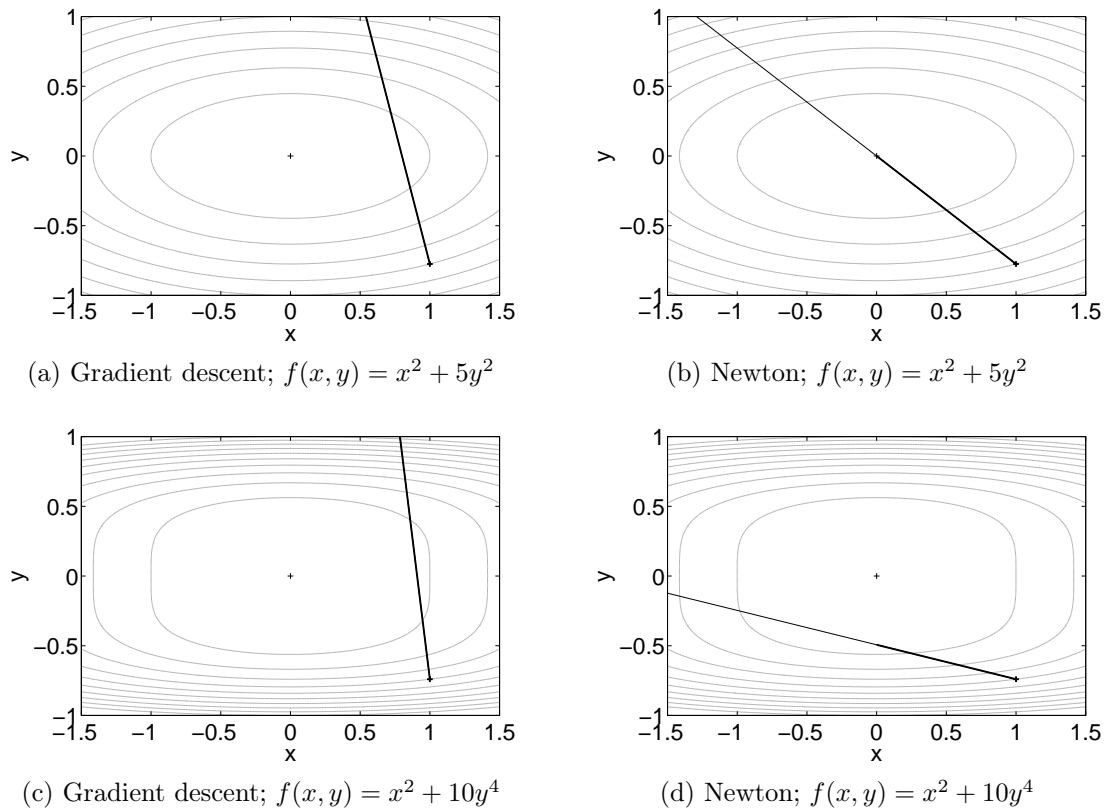 1
0.5
y
0
−0.5
−1
−1.5 −1 −0.5 0 0.5 1 1.5
x
(a) Gradient descent; f(x, y) = x² + 5y²
1
0.5
y
0
−0.5
−1
−1.5 −1 −0.5 0 0.5 1 1.5
x
(b) Newton; f(x, y) = x² + 5y²
1
0.5
y
0
−0.5
−1
−1.5 −1 −0.5 0 0.5 1 1.5
x
(c) Gradient descent; f(x, y) = x² + 10y⁴
1
0.5
y
0
−0.5
−1
−1.5 −1 −0.5 0 0.5 1 1.5
x
(d) Newton; f(x, y) = x² + 10y⁴